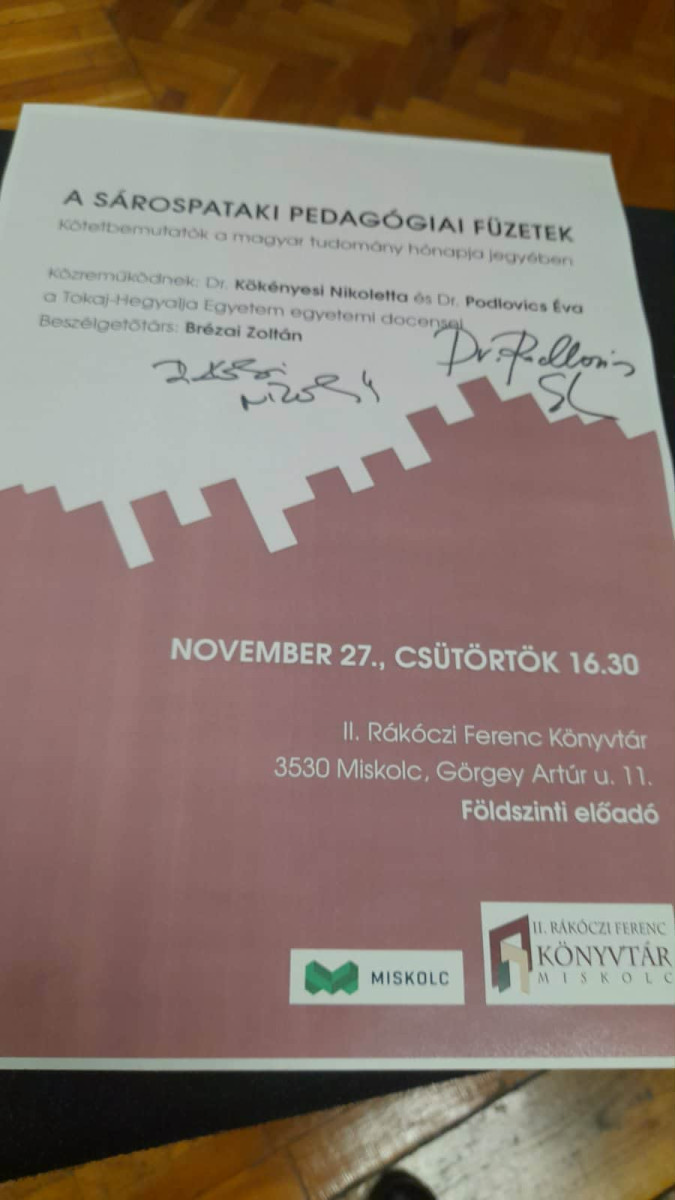 A SÁROSPATAKI PEDAGÓGIAI FÜZETEK
Kötetbemutatók a magyar tudomány hónapja jegyében
Közreműködnek: Dr. Kökényesi Nikoletta és Dr. Podlovics Éva
a Tokaj-Hegyalja Egyetem egyetemi docensei
Beszélgetőtárs: Brézai Zoltán
Dr. Podlovics
NOVEMBER 27., CSÜTÖRTÖK 16.30
II. Rákóczi Ferenc Könyvtár
3530 Miskolc, Görgey Artúr u. 11.
Földszinti előadó
MISKOLC
II. RÁKÓCZI FERENC
KÖNYVTÁR
MISKOLC